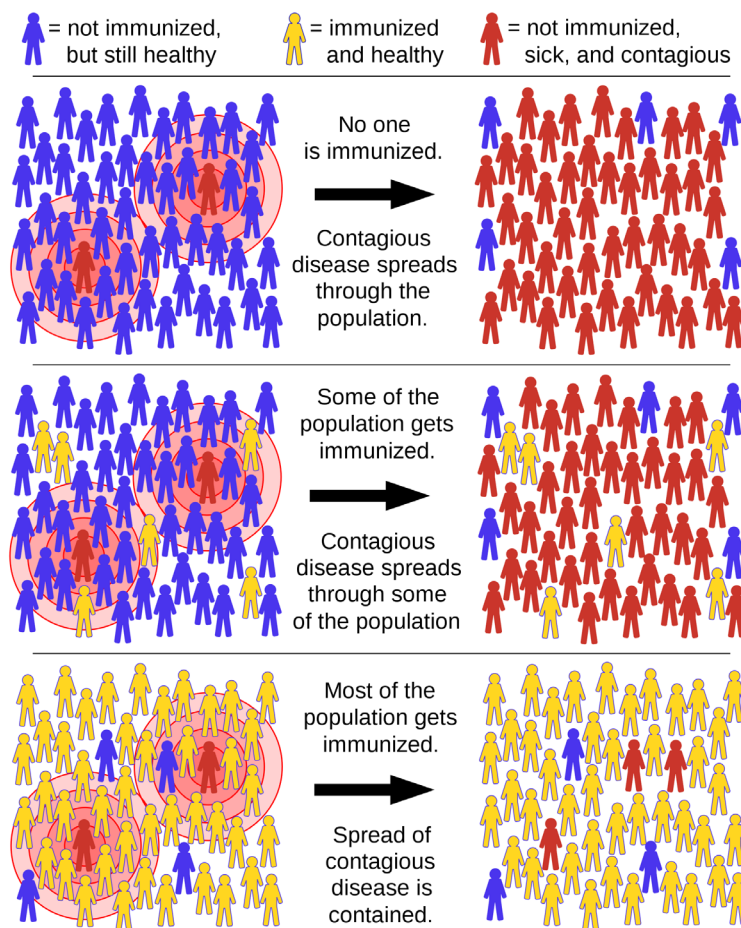 = not immunized,
but still healthy
= immunized
and healthy
= not immunized,
sick, and contagious
No one
is immunized.
Contagious
disease spreads
through the
population.
Some of the
population gets
immunized.
Contagious
disease spreads
through some
of the population
Most of the
population gets
immunized.
Spread of
contagious
disease is
contained.